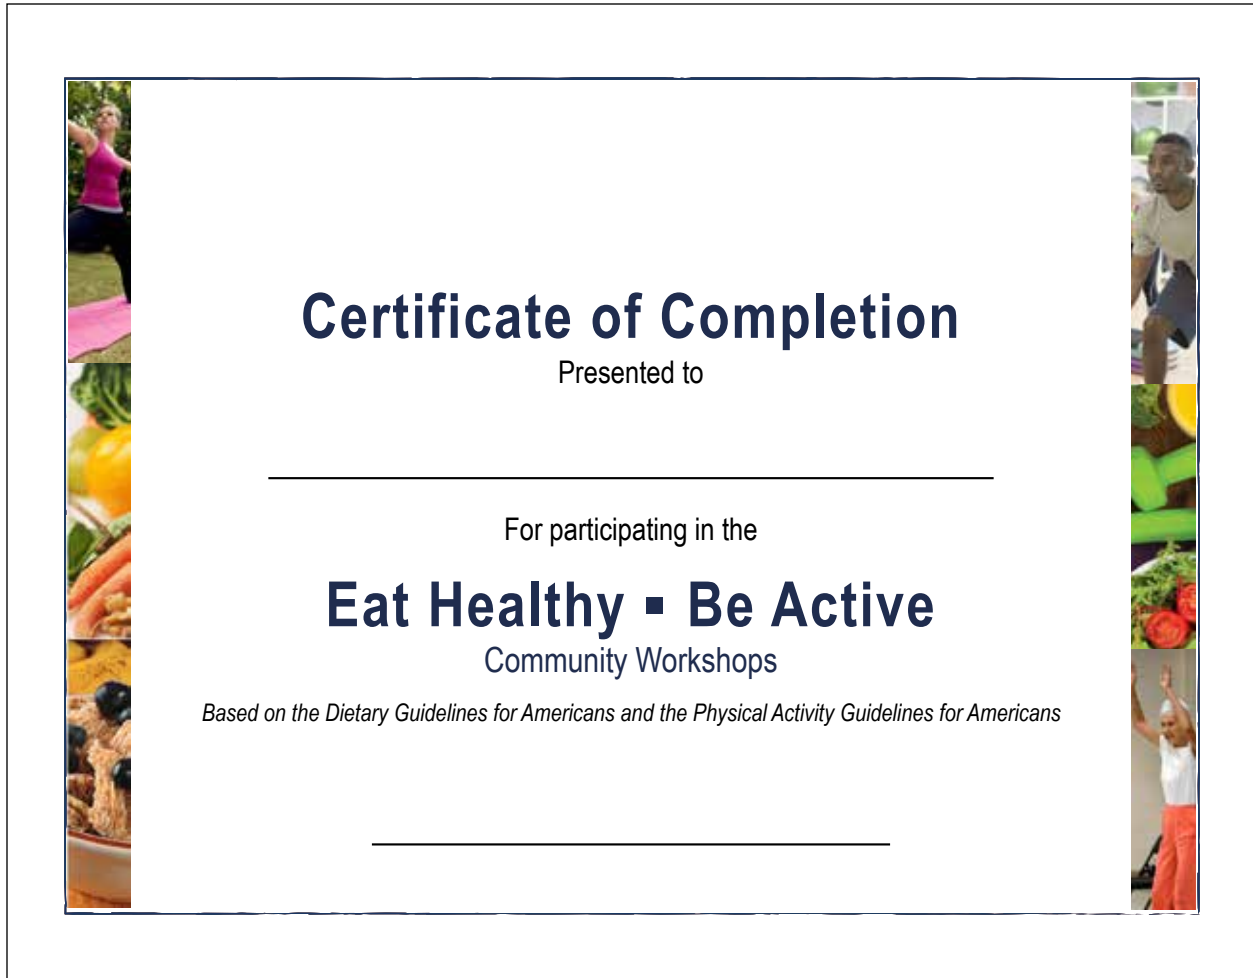 Certificate of Completion
Presented to
For participating in the
Eat Healthy ▪ Be Active
Community Workshops
Based on the Dietary Guidelines for Americans and the Physical Activity Guidelines for Americans